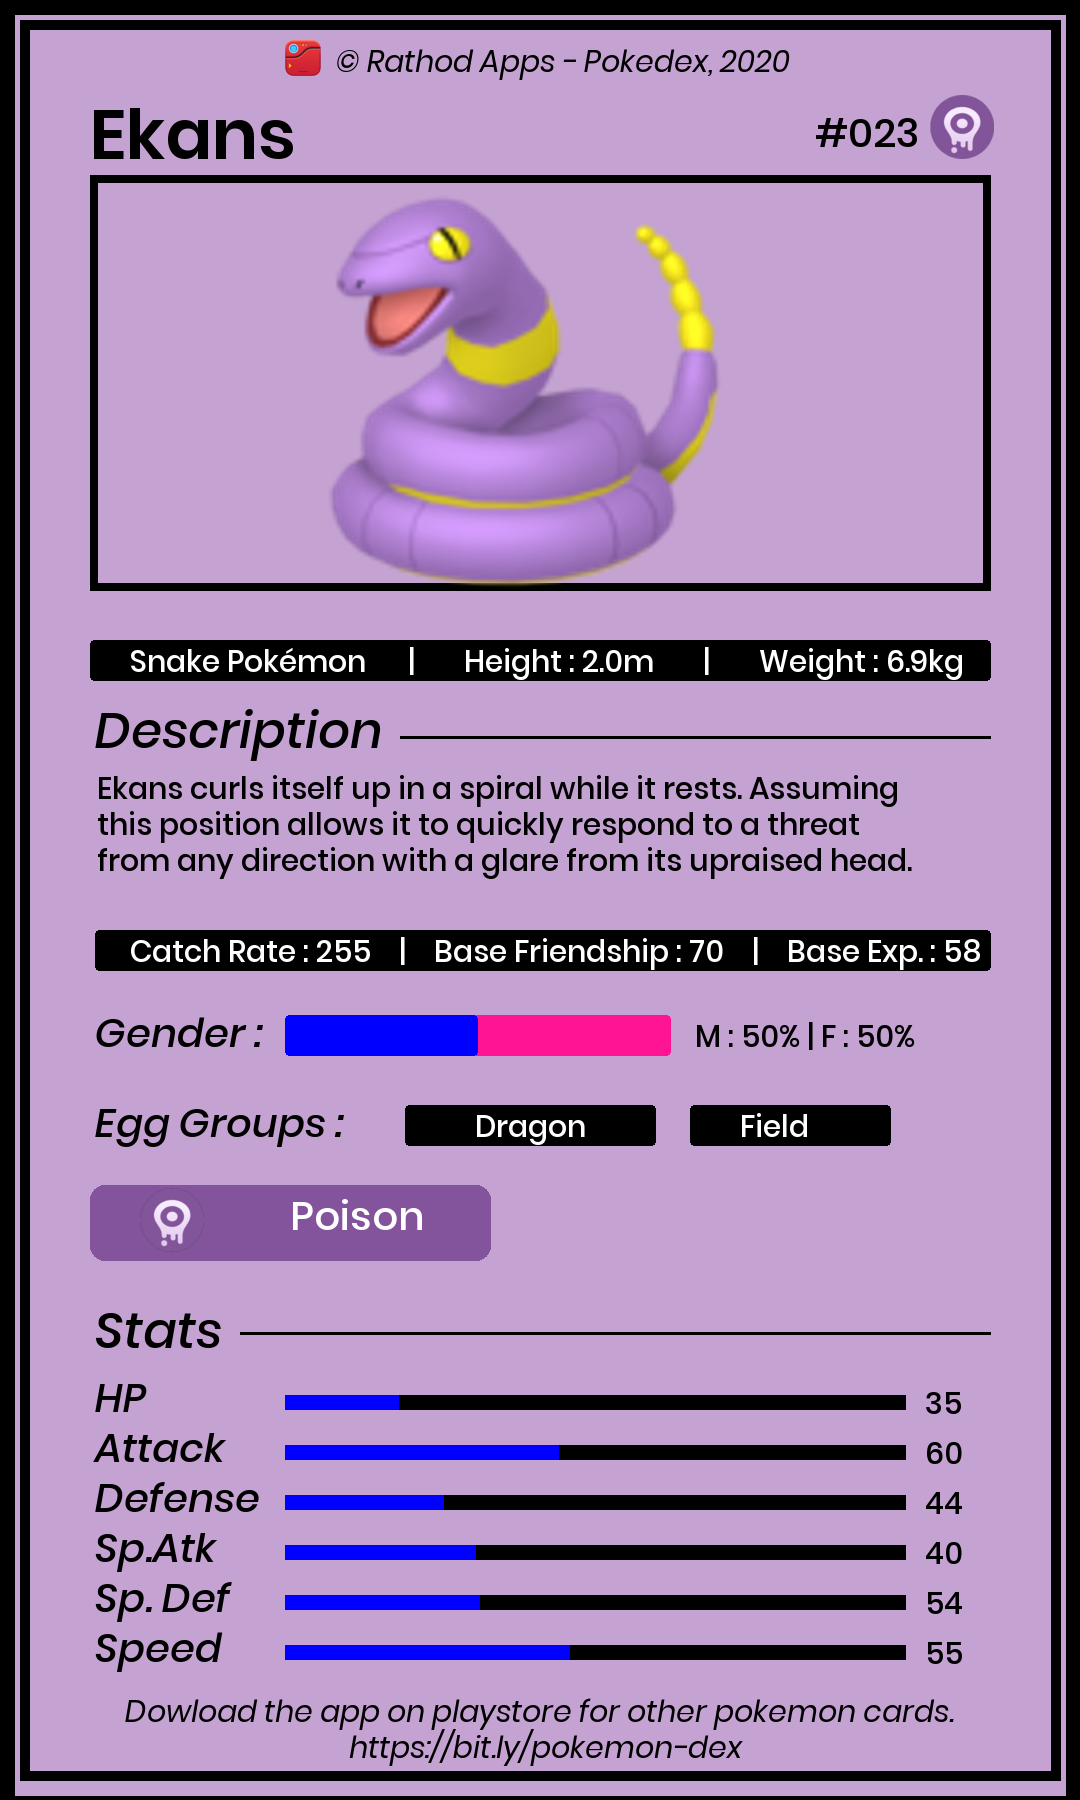 © Rathod Apps - Pokedex, 2020
Ekans
#023
Snake Pokémon | Height : 2.0m | Weight : 6.9kg
Description
Ekans curls itself up in a spiral while it rests. Assuming
this position allows it to quickly respond to a threat
from any direction with a glare from its upraised head.
Catch Rate : 255 | Base Friendship : 70 | Base Exp. : 58
Gender : M : 50% | F : 50%
Egg Groups : Dragon Field
Poison
Stats
HP 35
Attack 60
Defense 44
Sp.Atk 40
Sp. Def 54
Speed 55
Dowload the app on playstore for other pokemon cards.
https://bit.ly/pokemon-dex